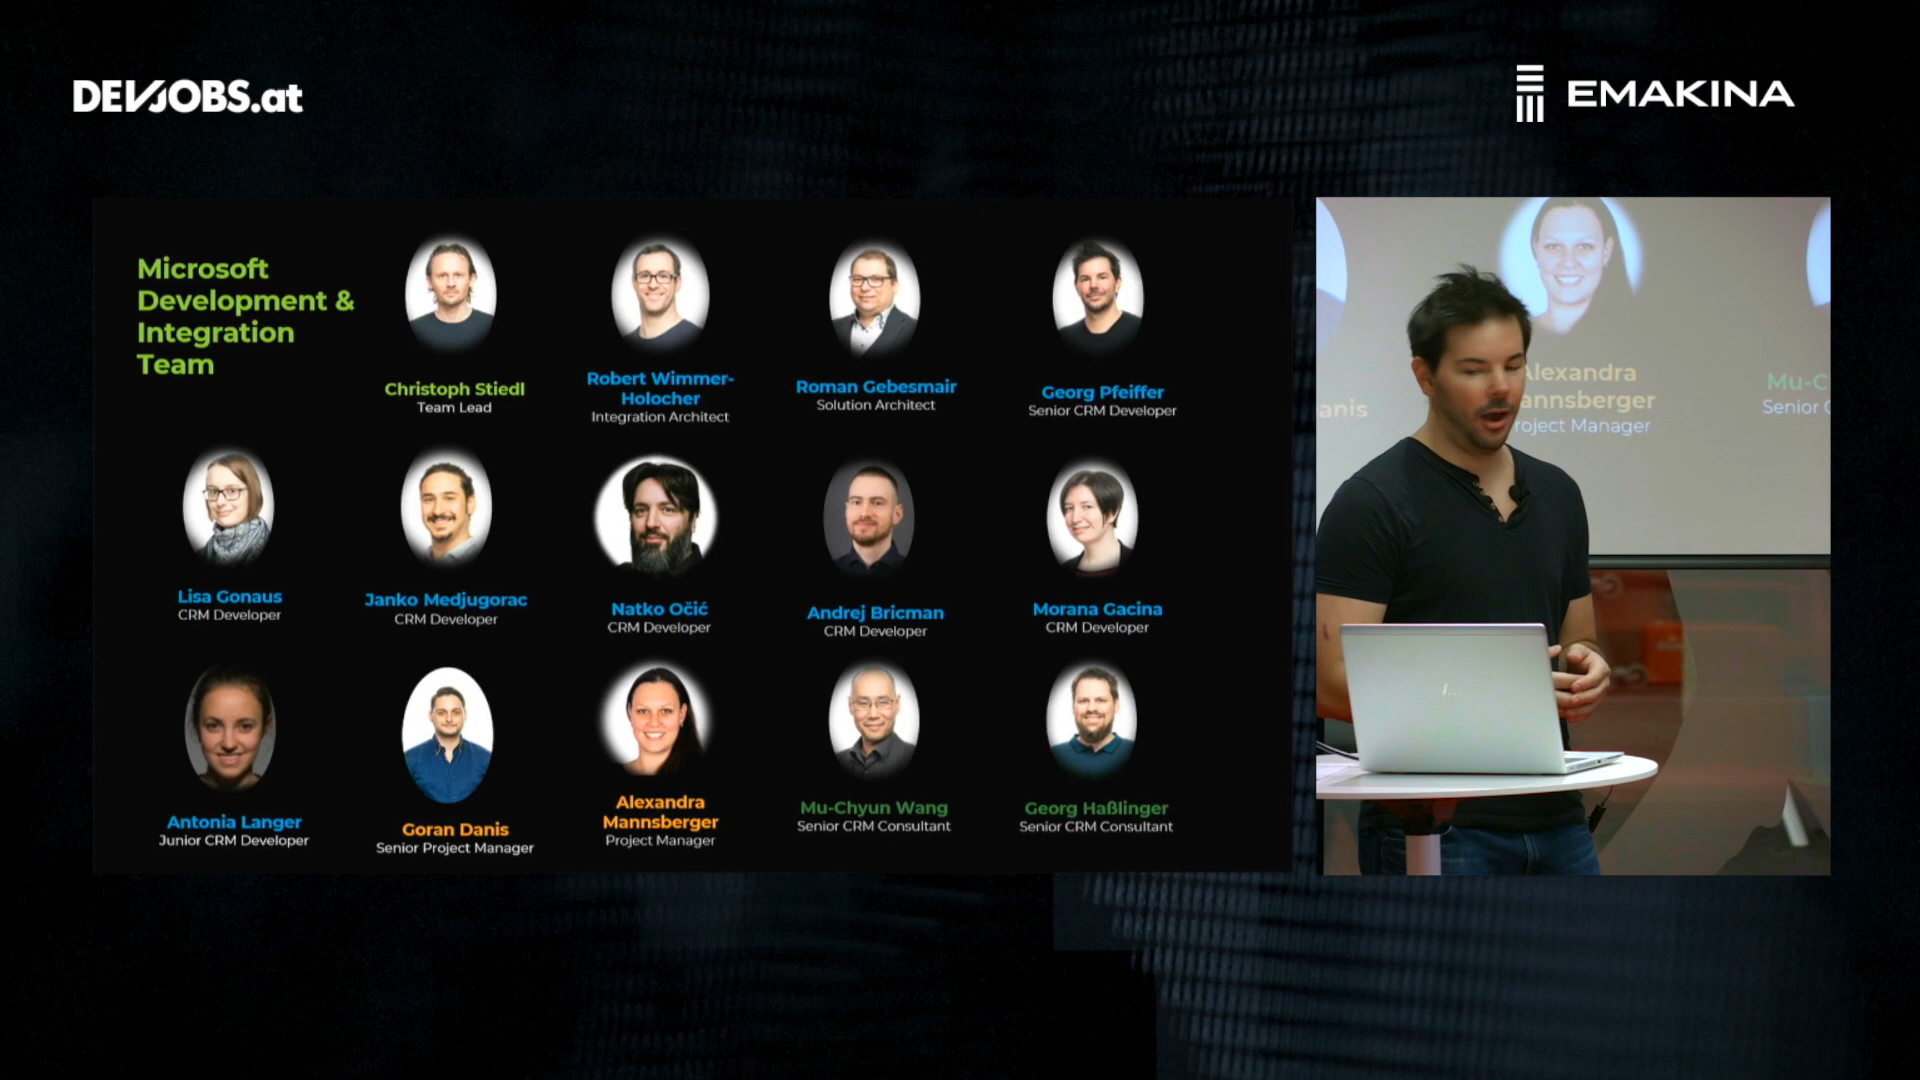 DEVJOBS.at
EMAKINA
Microsoft
Development &
Integration
Team
Christoph Stiedl
Team Lead
Robert Wimmer-
Holocher
Integration Architect
Roman Gebesmair
Solution Architect
Georg Pfeiffer
Senior CRM Developer
Lisa Gonaus
CRM Developer
Janko Medjugorac
CRM Developer
Natko Očić
CRM Developer
Andrej Bricman
CRM Developer
Morana Gacina
CRM Developer
Antonia Langer
Junior CRM Developer
Goran Danis
Senior Project Manager
Alexandra
Mannsberger
Project Manager
Mu-Chyun Wang
Senior CRM Consultant
Georg Haßlinger
Senior CRM Consultant
anis
Alexandra
annsberger
roject Manager
Mu-C
Senior